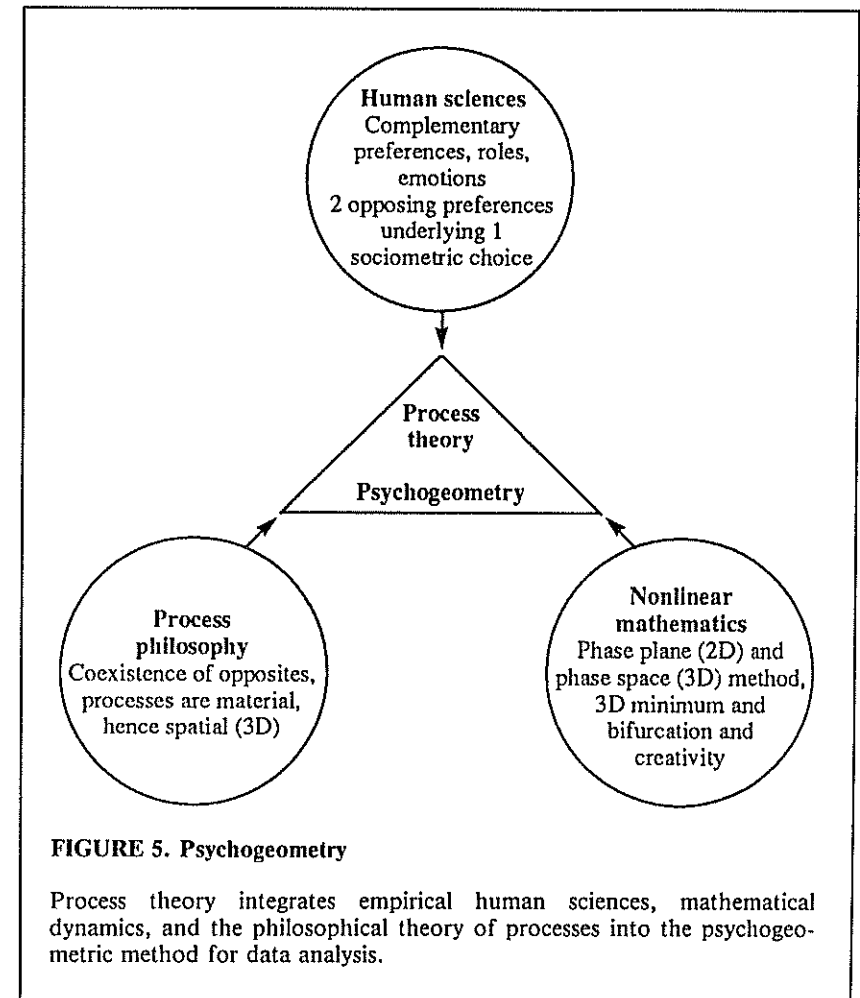 Human sciences
Complementary
preferences, roles,
emotions
2 opposing preferences
underlying 1
sociometric choice
Process
theory
Psychogeometry
Process
philosophy
Coexistence of opposites,
processes are material,
hence spatial (3D)
Nonlinear
mathematics
Phase plane (2D) and
phase space (3D) method,
3D minimum and
bifurcation and
creativity
FIGURE 5. Psychogeometry
Process theory integrates empirical human sciences, mathematical
dynamics, and the philosophical theory of processes into the psychogeo-
metric method for data analysis.